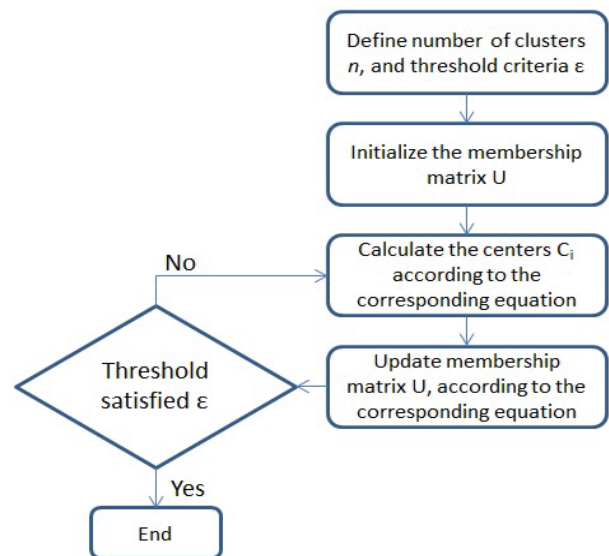 Define number of clusters
n, and threshold criteria ε
Initialize the membership
matrix U
Calculate the centers Ci
according to the
corresponding equation
Update membership
matrix U, according to the
corresponding equation
No
Threshold
satisfied ε
Yes
End